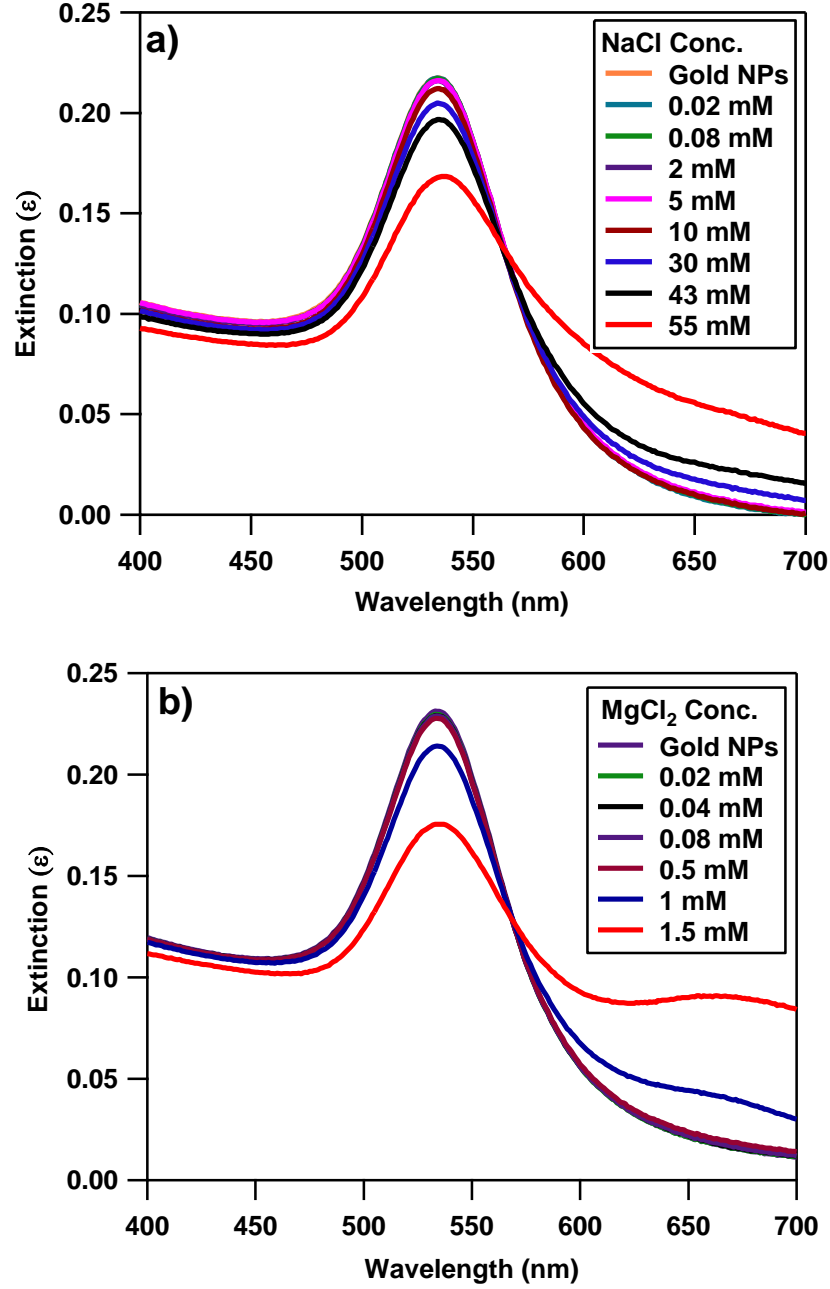 a)
0.25
0.20
0.15
0.10
0.05
0.00
Extinction (ε)
400
450
500
550
600
650
700
Wavelength (nm)
NaCl Conc.
Gold NPs
0.02 mM
0.08 mM
2 mM
5 mM
10 mM
30 mM
43 mM
55 mM
b)
0.25
0.20
0.15
0.10
0.05
0.00
Extinction (ε)
400
450
500
550
600
650
700
Wavelength (nm)
MgCl₂ Conc.
Gold NPs
0.02 mM
0.04 mM
0.08 mM
0.5 mM
1 mM
1.5 mM